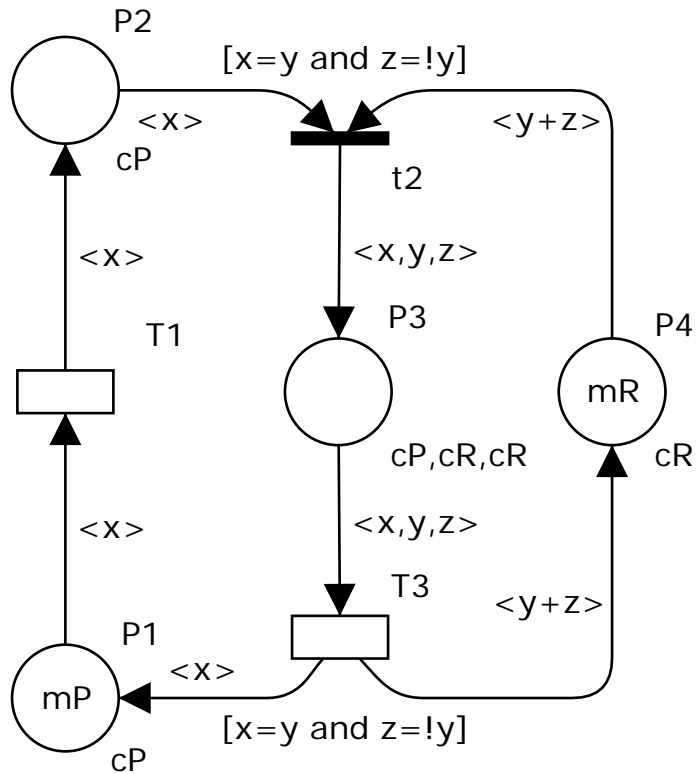 P2
[x=y and z=!y]
<x>
<y+z>
cP
t2
<x>
<x,y,z>
P3
T1
P4
mR
cP,cR,cR
cR
<x>
<x,y,z>
T3
<y+z>
P1
<x>
mP
[x=y and z=!y]
cP